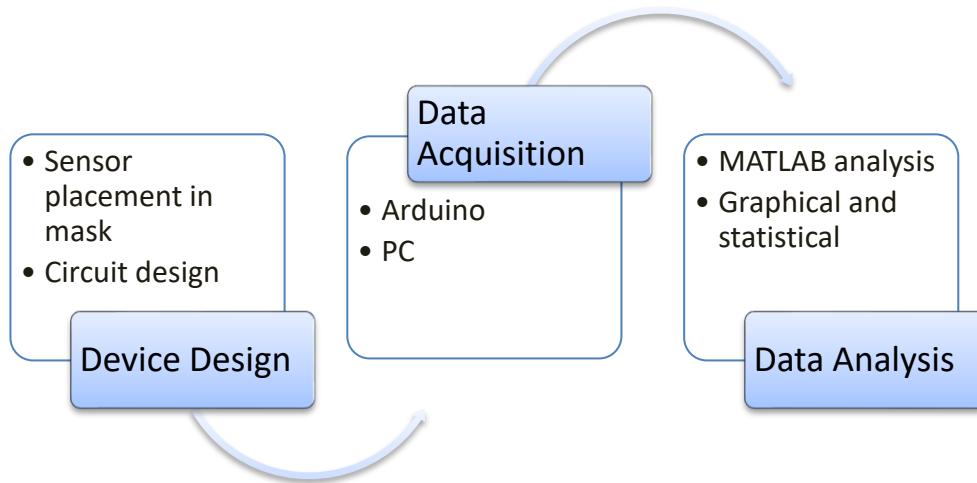 • Sensor
placement in
mask
• Circuit design
Device Design
Data
Acquisition
• Arduino
• PC
• MATLAB analysis
• Graphical and
statistical
Data Analysis